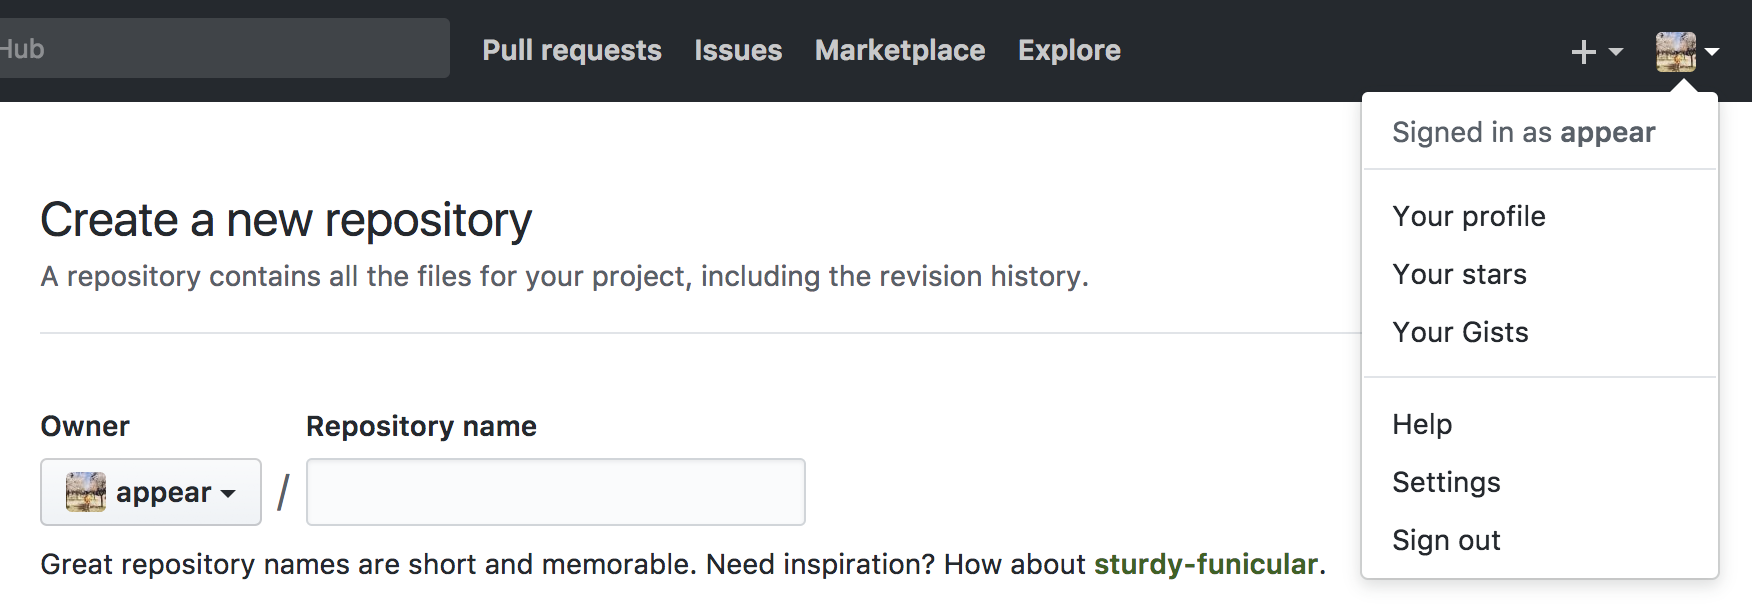 Hub
Pull requests
Issues
Marketplace
Explore
Signed in as appear
Your profile
Your stars
Your Gists
Help
Settings
Sign out
Create a new repository
A repository contains all the files for your project, including the revision history.
Owner
Repository name
appear
/
Great repository names are short and memorable. Need inspiration? How about sturdy-funicular.